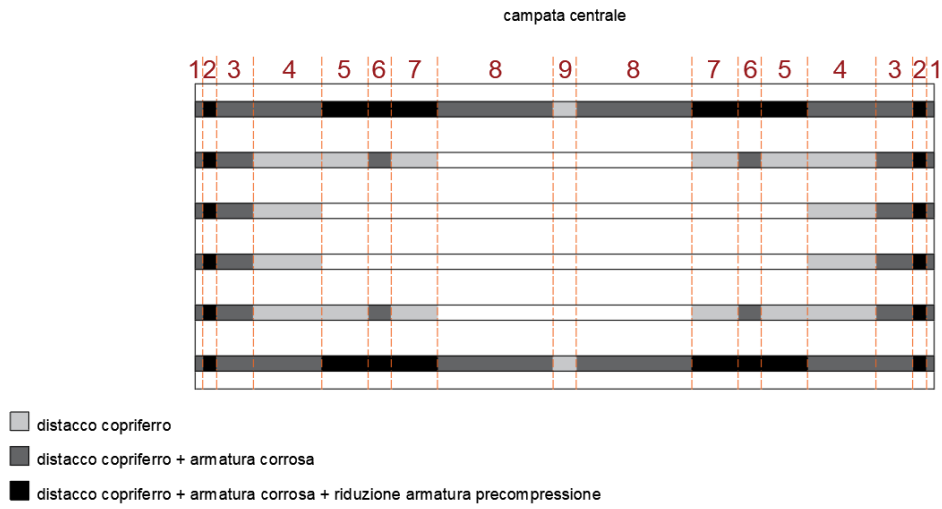 campata centrale
1 2 3 4 5 6 7 8 9 8 7 6 5 4 3 2 1
distacco copriferro
distacco copriferro + armatura corrosa
distacco copriferro + armatura corrosa + riduzione armatura precompressione